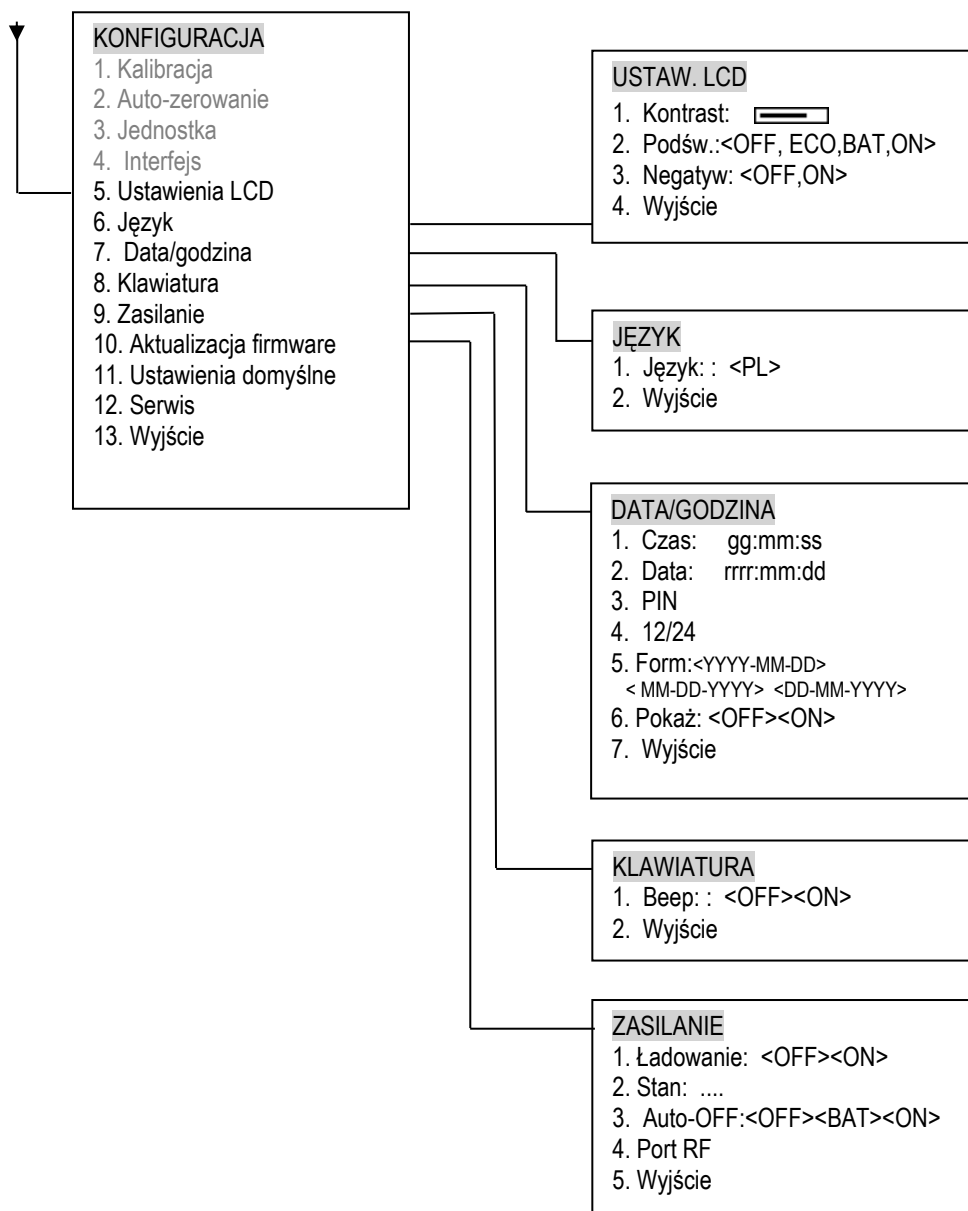 KONFIGURACJA
1. Kalibracja
2. Auto-zerowanie
3. Jednostka
4. Interfejs
5. Ustawienia LCD
6. Język
7. Data/godzina
8. Klawiatura
9. Zasilanie
10. Aktualizacja firmware
11. Ustawienia domyślne
12. Serwis
13. Wyjście
USTAW. LCD
1. Kontrast:
2. Podśw.:<OFF, ECO,BAT,ON>
3. Negatyw: <OFF,ON>
4. Wyjście
JĘZYK
1. Język: : <PL>
2. Wyjście
DATA/GODZINA
1. Czas: gg:mm:ss
2. Data: rrrr:mm:dd
3. PIN
4. 12/24
5. Form:<YYYY-MM-DD>
< MM-DD-YYYY> <DD-MM-YYYY>
6. Pokaż: <OFF><ON>
7. Wyjście
KLAWIATURA
1. Beep: : <OFF><ON>
2. Wyjście
ZASILANIE
1. Ładowanie: <OFF><ON>
2. Stan: ....
3. Auto-OFF:<OFF><BAT><ON>
4. Port RF
5. Wyjście